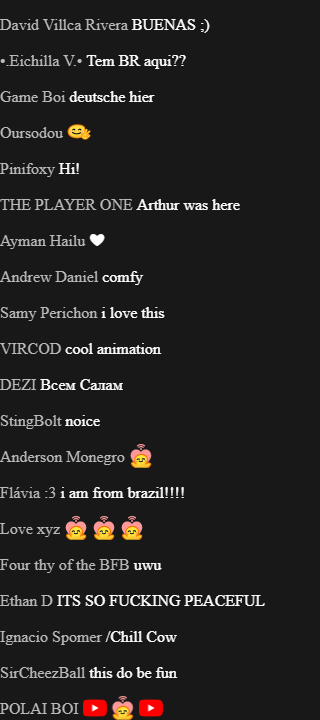 David Villca Rivera BUENAS ;)
•.Eichilla V.• Tem BR aqui??
Game Boi deutsche hier
Oursodou
Pinifoxy Hi!
THE PLAYER ONE Arthur was here
Ayman Hailu 🤍
Andrew Daniel comfy
Samy Perichon i love this
VIRCOD cool animation
DEZI Всем Салам
StingBolt noice
Anderson Monegro
Flávia :3 i am from brazil!!!!
Love xyz
Four thy of the BFB uwu
Ethan D ITS SO FUCKING PEACEFUL
Ignacio Spomer /Chill Cow
SirCheezBall this do be fun
POLAI BOI